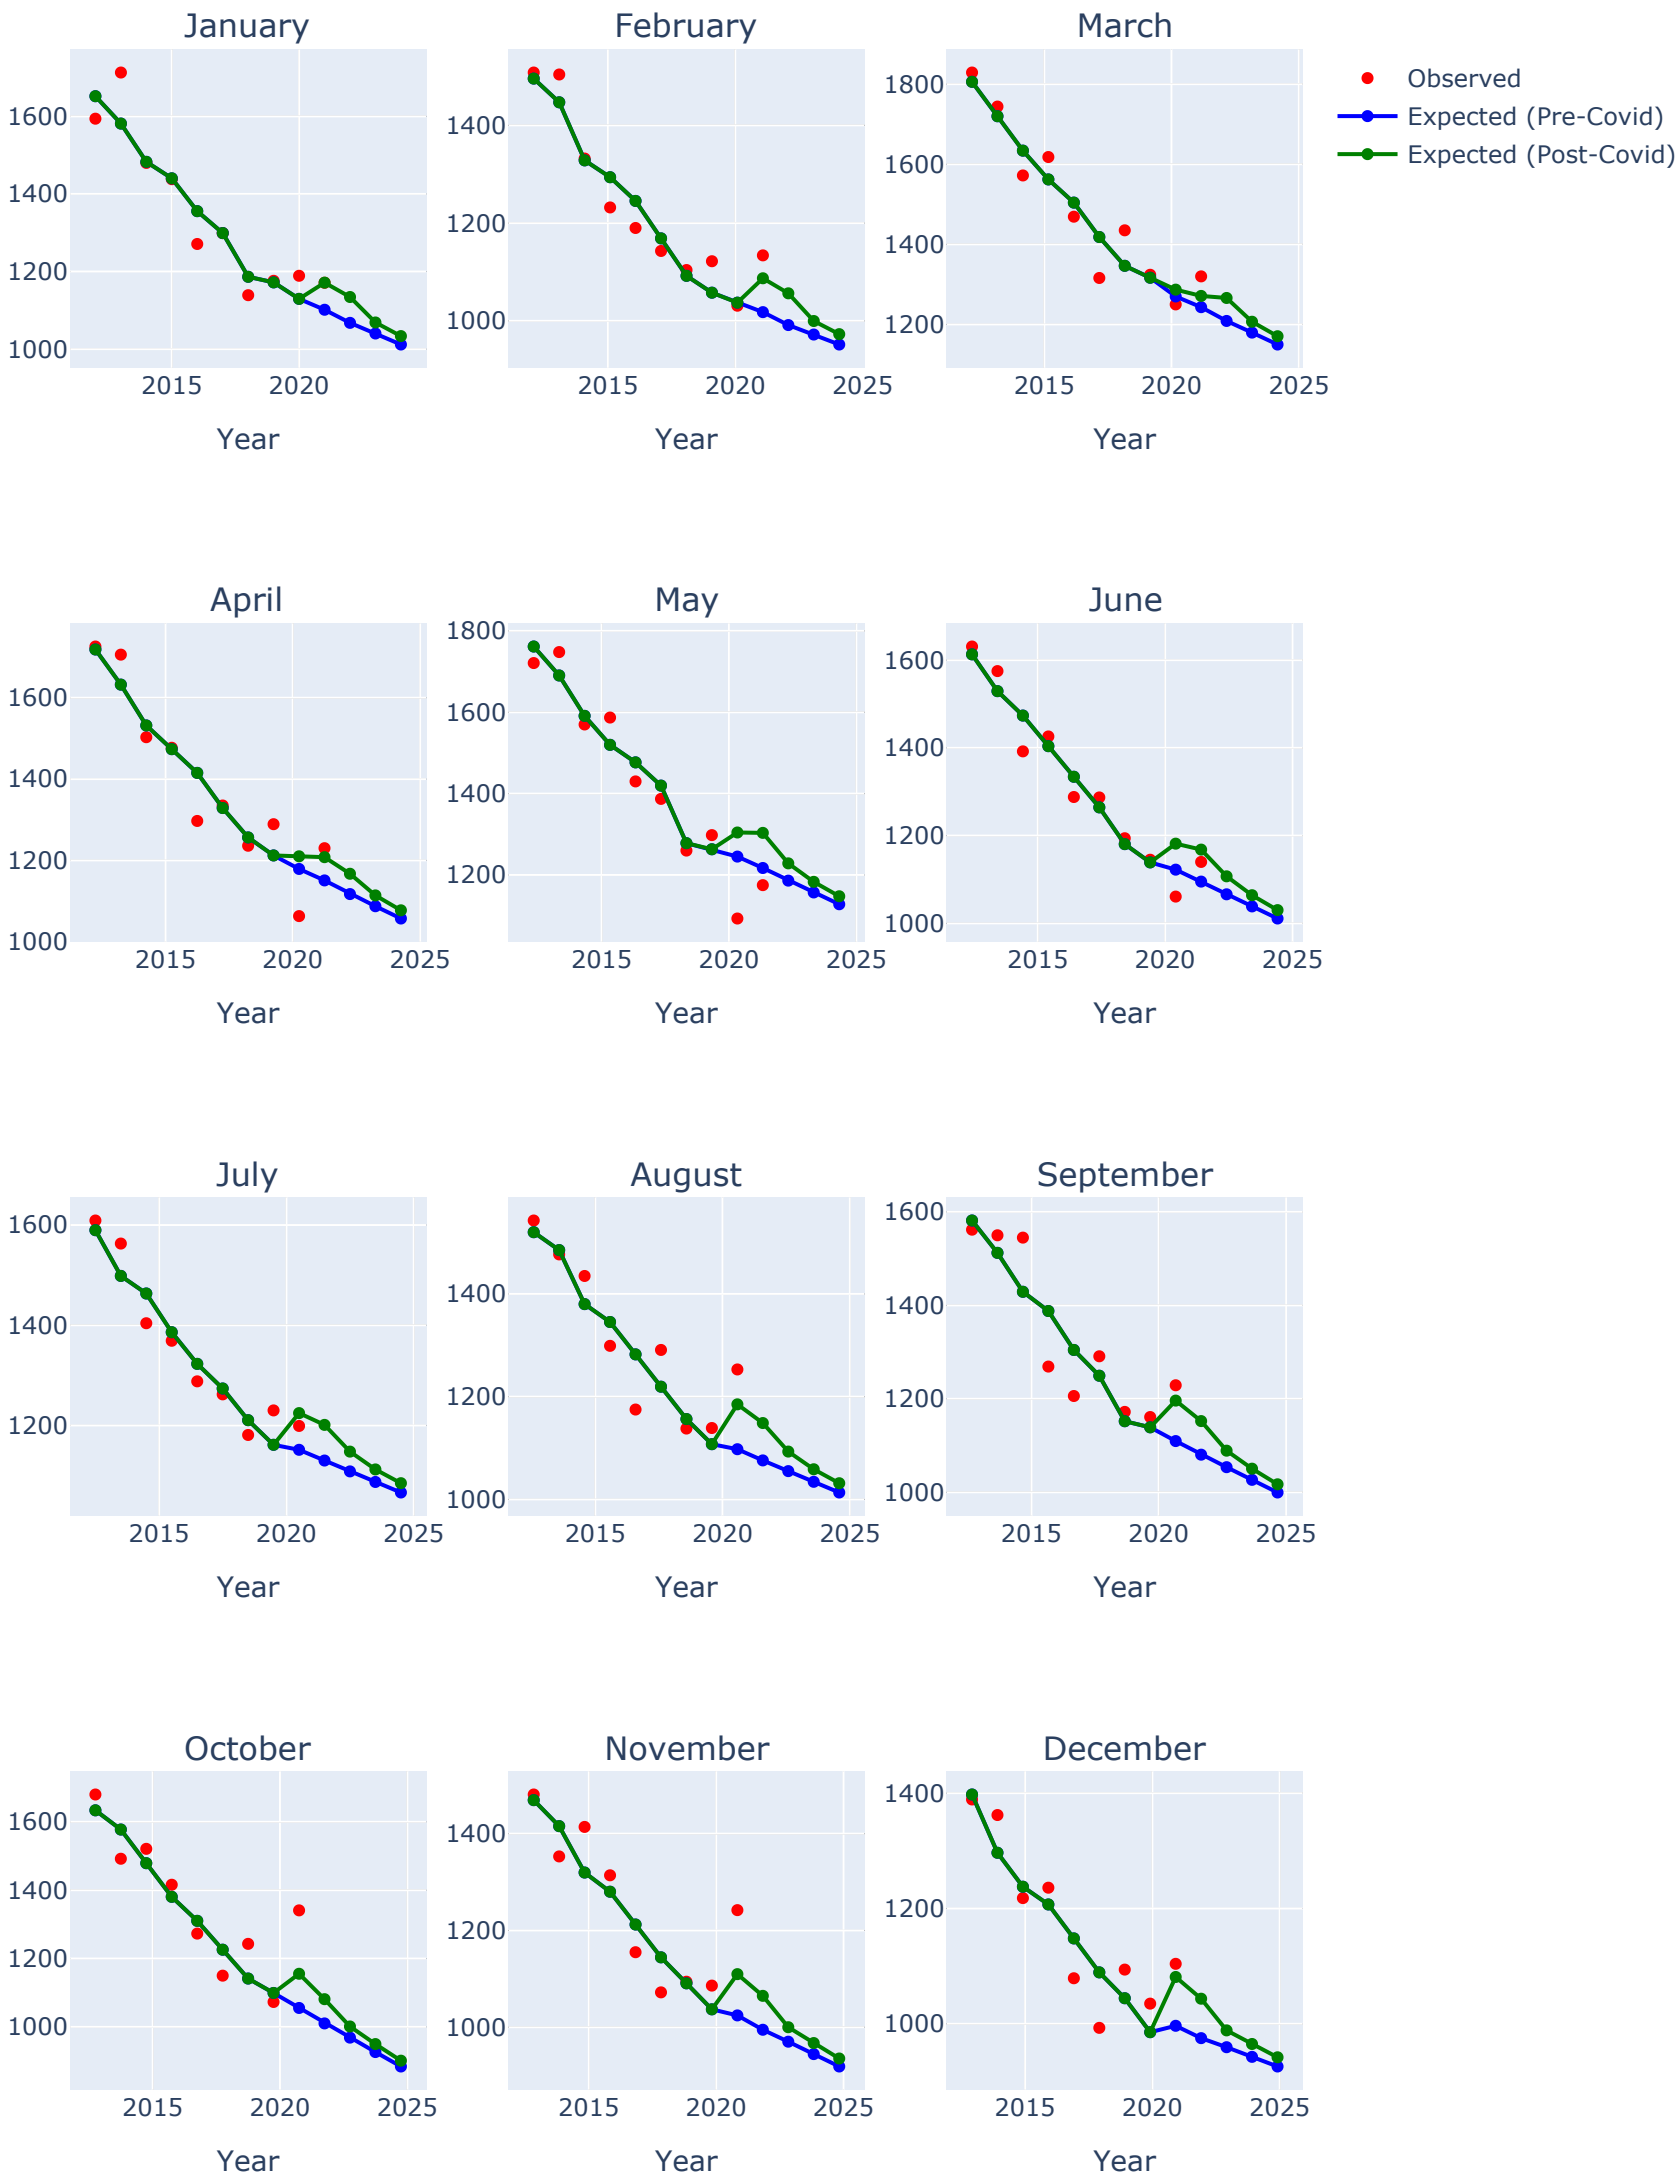 January February March
1600
1400
1200
1000
2015 2020
Year
1400
1200
1000
2015 2020 2025
Year
1800
1600
1400
1200
2015 2020 2025
Year
Observed
Expected (Pre-Covid)
Expected (Post-Covid)
April May June
1600
1400
1200
1000
2015 2020 2025
Year
1800
1600
1400
1200
2015 2020 2025
Year
1600
1400
1200
1000
2015 2020 2025
Year
July August September
1600
1400
1200
2015 2020 2025
Year
1400
1200
1000
2015 2020 2025
Year
1600
1400
1200
1000
2015 2020 2025
Year
October November December
1600
1400
1200
1000
2015 2020 2025
Year
1400
1200
1000
2015 2020 2025
Year
1400
1200
1000
2015 2020 2025
Year